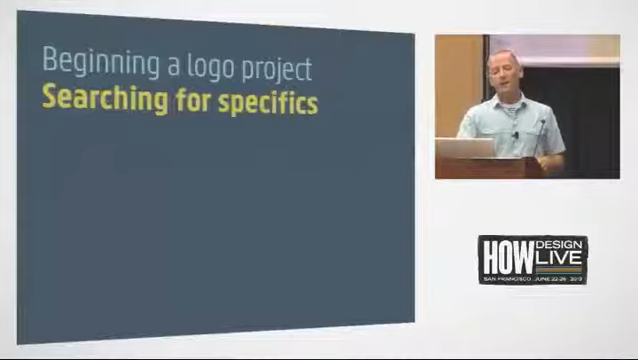 Beginning a logo project
Searching for specifics
HOW DESIGN LIVE
SAN FRANCISCO JUNE 22-26 2013